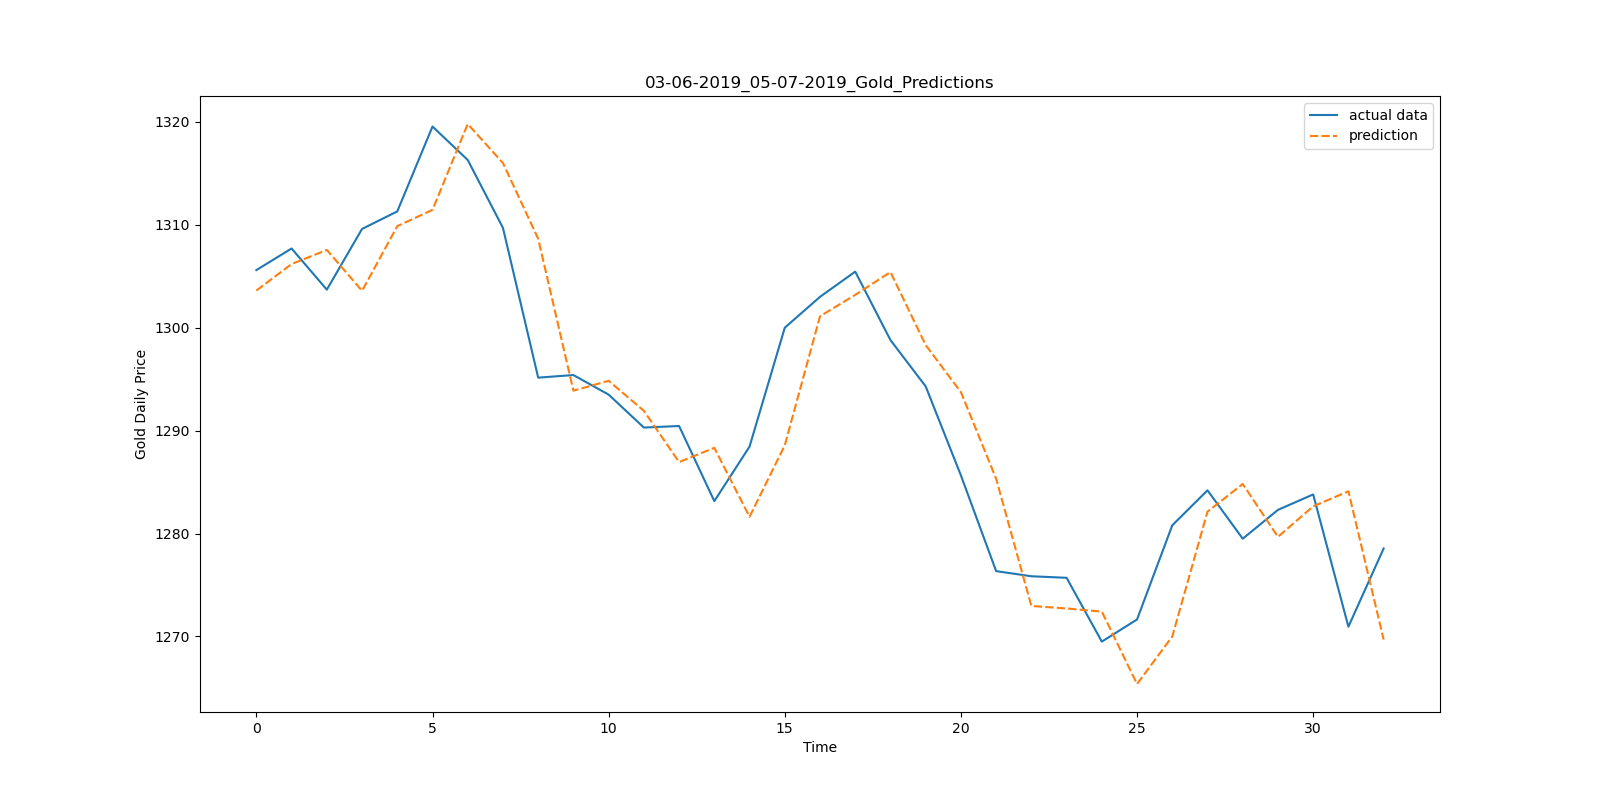 03-06-2019_05-07-2019_Gold_Predictions
actual data
prediction
1320
1310
1300
1290
1280
1270
Gold Daily Price
0 5 10 15 20 25 30
Time